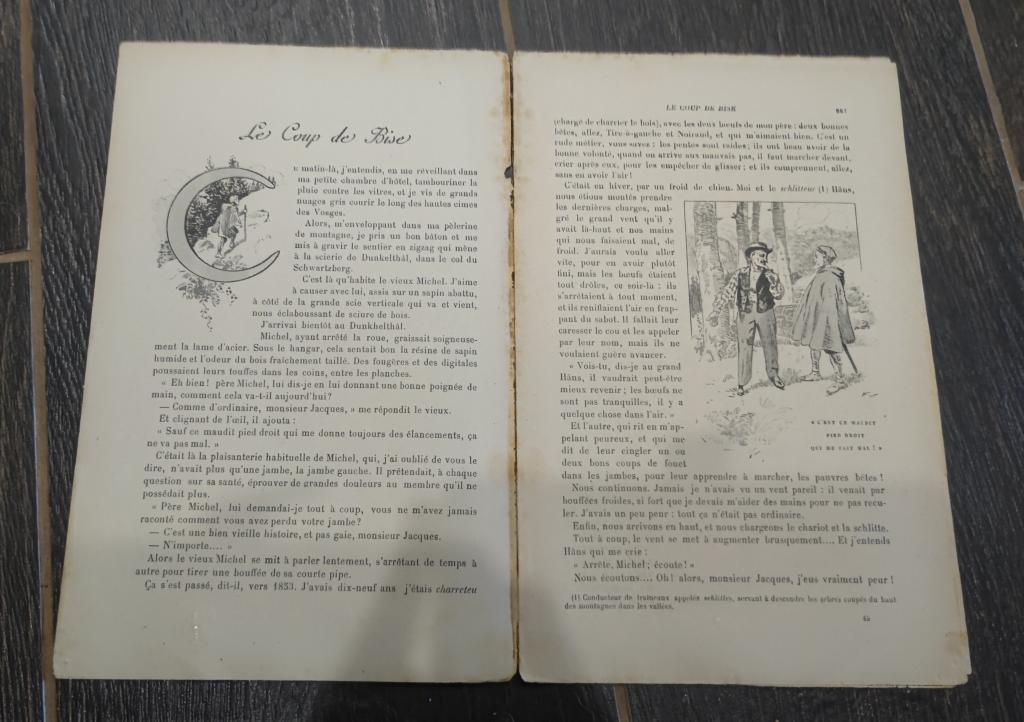 Le Coup de Bise
CE matin-là, j'entendis, en me réveillant dans
ma petite chambre d'hôtel, tambouriner la
pluie contre les vitres, et je vis de grands
nuages gris courir le long des hautes cimes
des Vosges.
Alors, m'enveloppant dans ma pèlerine
de montagne, je pris un bon bâton et me
mis à gravir le sentier en zigzag qui mène
à la scierie de Dunkelthâl, dans le col du
Schwartzberg.
C'est là qu'habite le vieux Michel. J'aime
à causer avec lui, assis sur un sapin abattu,
à côté de la grande scie verticale qui va et vient,
nous éclaboussant de sciure de bois.
J'arrivai bientôt au Dunkhelthâl.
Michel, ayant arrêté la roue, graissait soigneuse-
ment la lame d'acier. Sous le hangar, cela sentait bon la résine de sapin
humide et l'odeur du bois fraîchement taillé. Des fougères et des digitales
poussaient leurs touffes dans les coins, entre les planches.
« Eh bien! père Michel, lui dis-je en lui donnant une bonne poignée de
main, comment cela va-t-il aujourd'hui?
— Comme d'ordinaire, monsieur Jacques, » me répondit le vieux.
Et clignant de l'œil, il ajouta :
« Sauf ce maudit pied droit qui me donne toujours des élancements, ça
ne va pas mal. »
C'était là la plaisanterie habituelle de Michel, qui, j'ai oublié de vous le
dire, n'avait plus qu'une jambe, la jambe gauche. Il prétendait, à chaque
question sur sa santé, éprouver de grandes douleurs au membre qu'il ne
possédait plus.
« Père Michel, lui demandai-je tout à coup, vous ne m'avez jamais
raconté comment vous avez perdu votre jambe?
— C'est une bien vieille histoire, et pas gaie, monsieur Jacques.
— N'importe.... »
Alors le vieux Michel se mit à parler lentement, s'arrêtant de temps à
autre pour tirer une bouffée de sa courte pipe.
Ça s'est passé, dit-il, vers 1853. J'avais dix-neuf ans j'étais charreteu
LE COUP DE BISE
(chargé de charrier le bois), avec les deux bœufs de mon père : deux bonnes
bêtes, allez, Tire-à-gauche et Noiraud, et qui m'aimaient bien. C'est un
rude métier, vous savez : les pentes sont raides; ils ont beau avoir de la
bonne volonté, quand on arrive aux mauvais pas, il faut marcher devant,
crier après eux, pour les empêcher de glisser; et ils comprennent, allez,
sans en avoir l'air!
C'était en hiver, par un froid de chien. Moi et le schlitteur (1) Hâns,
nous étions montés prendre
les dernières charges, mal-
gré le grand vent qu'il y
avait là-haut et nos mains
qui nous faisaient mal, de
froid. J'aurais voulu aller
vite, pour en avoir plutôt
fini, mais les bœufs étaient
tout drôles, ce soir-là : ils
s'arrêtaient à tout moment,
et ils reniflaient l'air en frap-
pant du sabot. Il fallait leur
caresser le cou et les appeler
par leur nom, mais ils ne
voulaient guère avancer.
« Vois-tu, dis-je au grand
Hâns, il vaudrait peut-être
mieux revenir; les bœufs ne
sont pas tranquilles, il y a
quelque chose dans l'air. »
Et l'autre, qui rit en m'ap-
pelant peureux, et qui me
dit de leur cingler un ou
deux bons coups de fouet
dans les jambes, pour leur apprendre à marcher, les pauvres bêtes!
« C'EST CE MAUDIT
PIED DROIT
QUI ME FAIT MAL! »
Nous continuons. Jamais je n'avais vu un vent pareil : il venait par
bouffées froides, si fort que je devais m'aider des mains pour ne pas recu-
ler. J'avais un peu peur : tout ça n'était pas ordinaire.
Enfin, nous arrivons en haut, et nous chargeons le chariot et la schlitte.
Tout à coup, le vent se met à augmenter brusquement.... Et j'entends
Hâns qui me crie :
« Arrête, Michel; écoute! »
Nous écoutons.... Oh! alors, monsieur Jacques, j'eus vraiment peur!
(1) Conducteur de traîneaux appelés schlittes, servant à descendre les arbres coupés du haut
des montagnes dans les vallées.